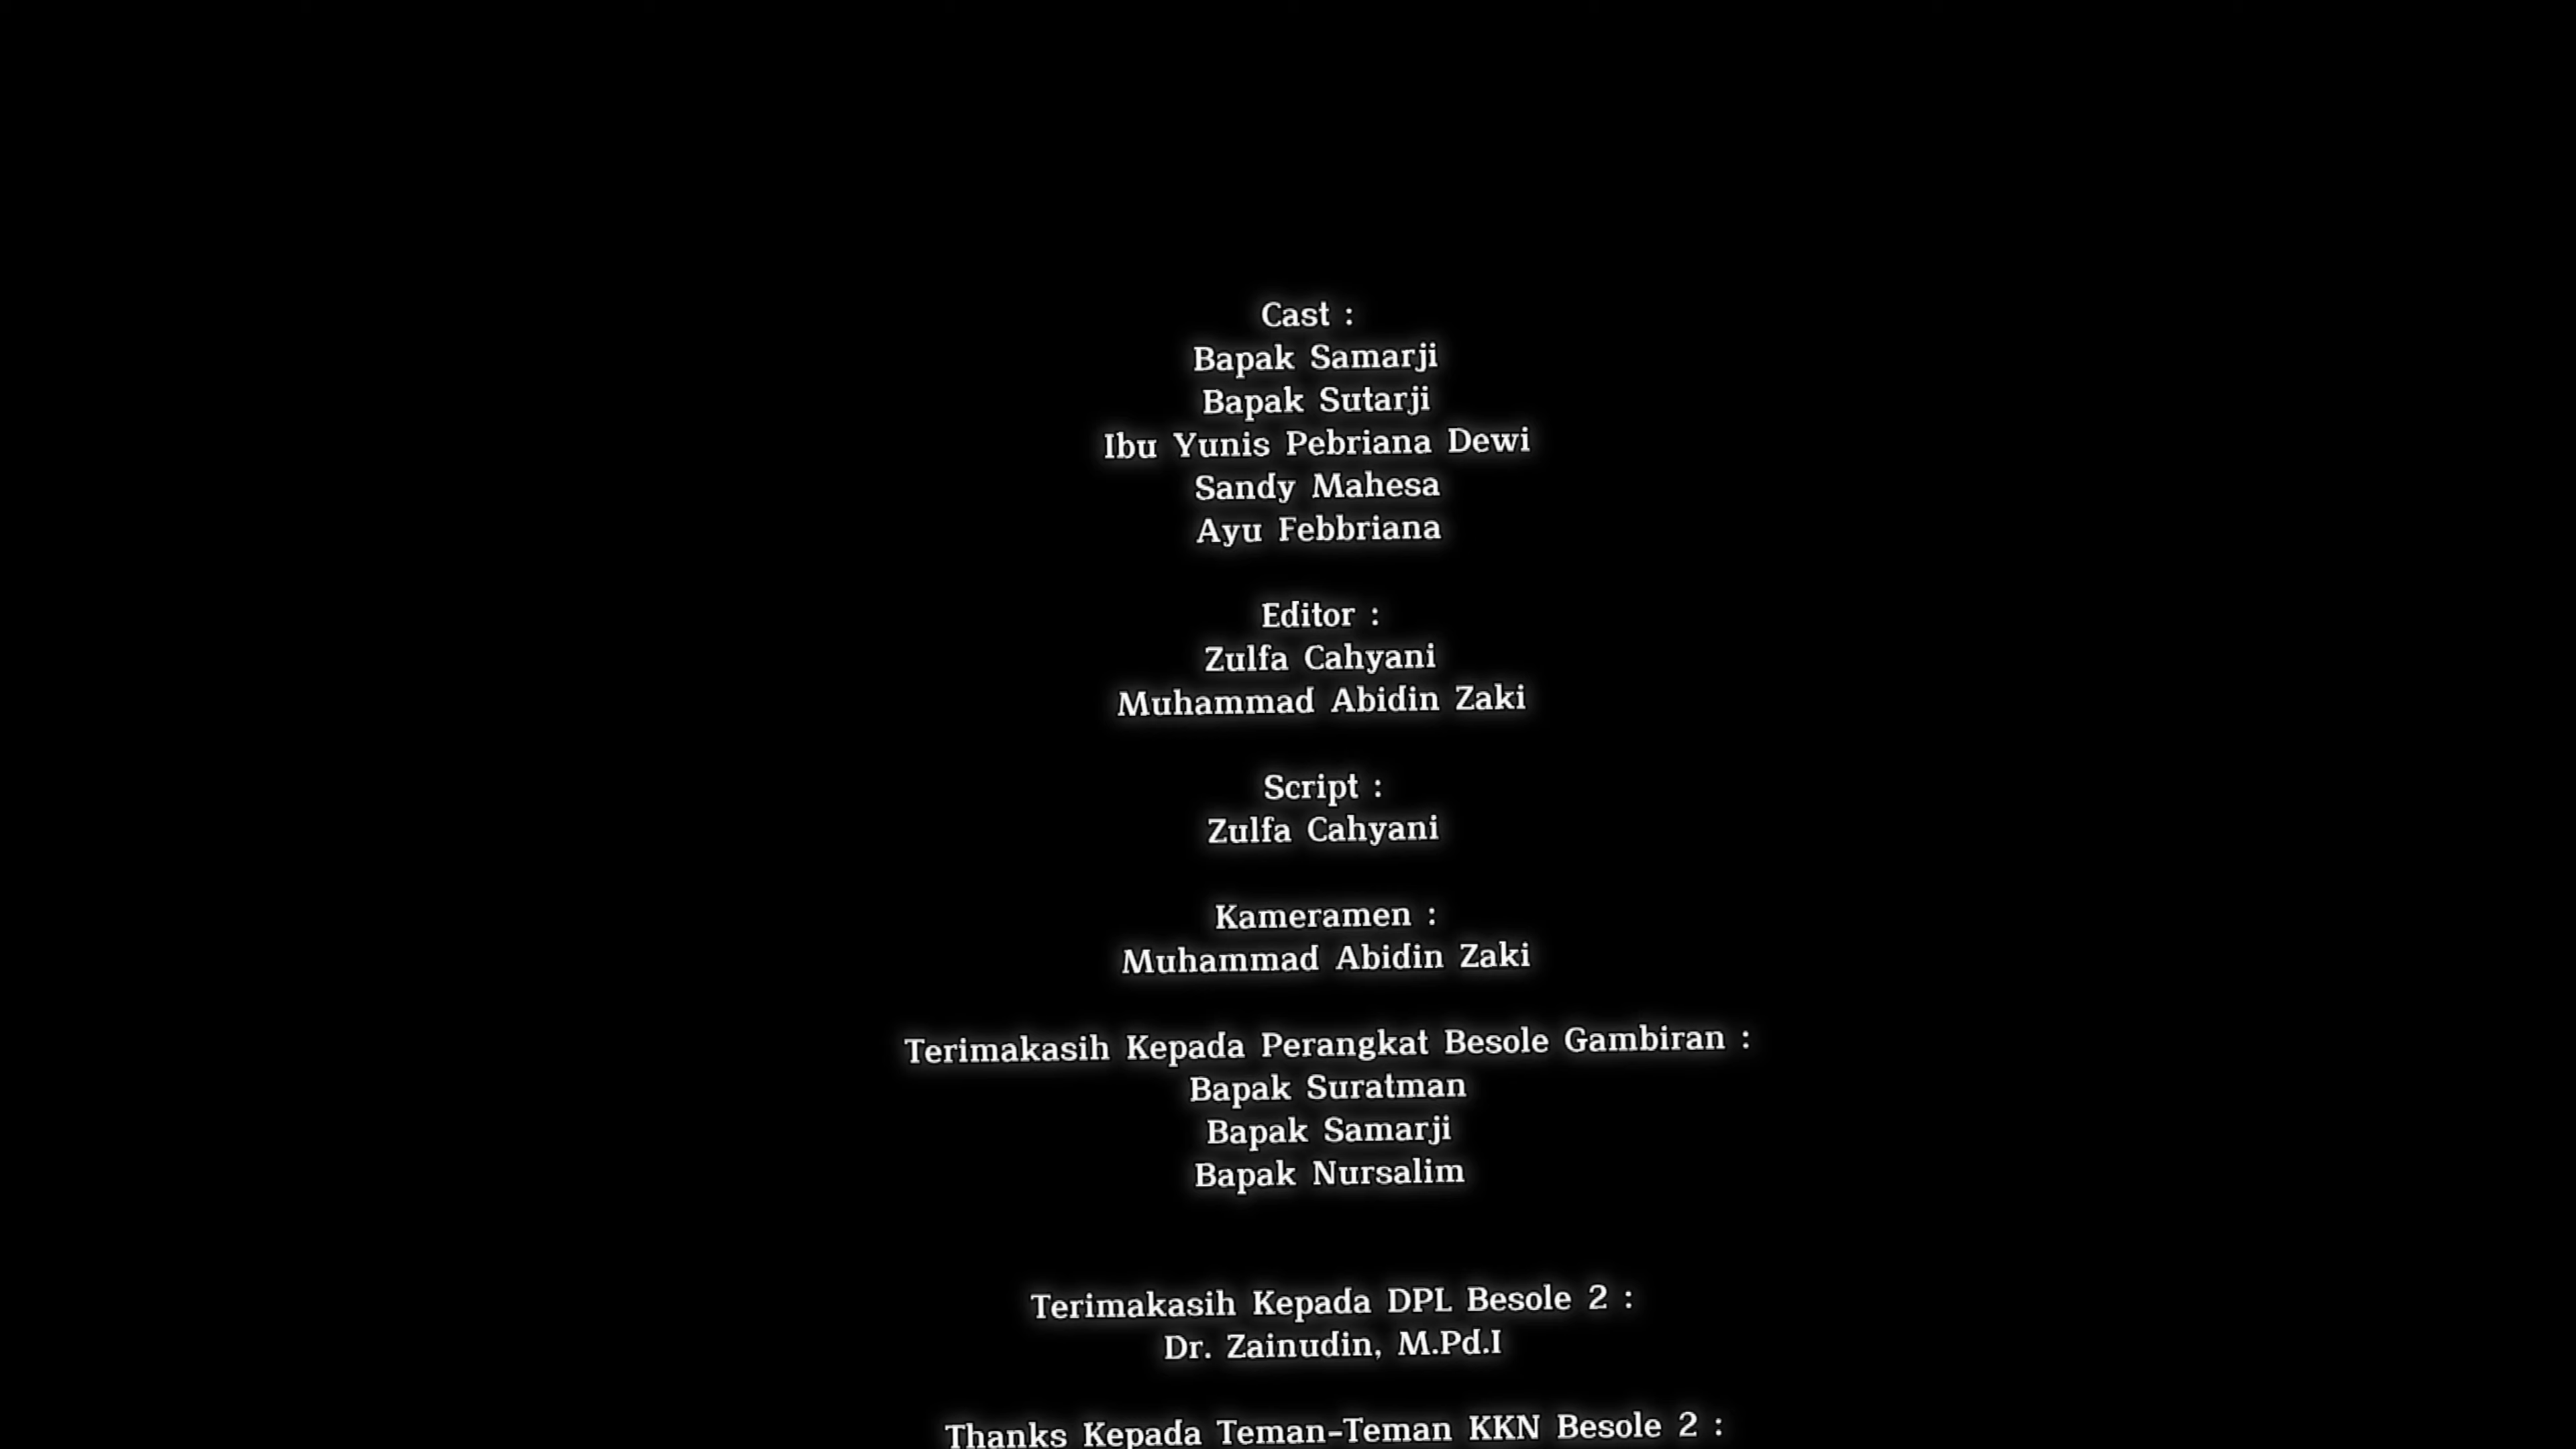 Cast :
Bapak Samarji
Bapak Sutarji
Ibu Yunis Pebriana Dewi
Sandy Mahesa
Ayu Febbriana
Editor :
Zulfa Cahyani
Muhammad Abidin Zaki
Script :
Zulfa Cahyani
Kameramen :
Muhammad Abidin Zaki
Terimakasih Kepada Perangkat Besole Gambiran :
Bapak Suratman
Bapak Samarji
Bapak Nursalim
Terimakasih Kepada DPL Besole 2 :
Dr. Zainudin, M.Pd.I
Thanks Kepada Teman-Teman KKN Besole 2 :